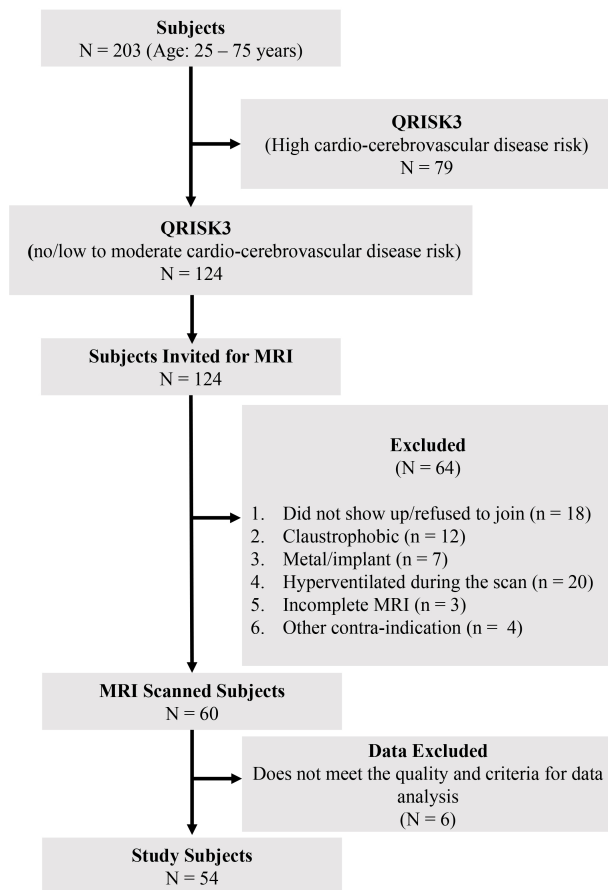 Subjects
N = 203 (Age: 25 – 75 years)
QRISK3
(High cardio-cerebrovascular disease risk)
N = 79
QRISK3
(no/low to moderate cardio-cerebrovascular disease risk)
N = 124
Subjects Invited for MRI
N = 124
Excluded
(N = 64)
1. Did not show up/refused to join (n = 18)
2. Claustrophobic (n = 12)
3. Metal/implant (n = 7)
4. Hyperventilated during the scan (n = 20)
5. Incomplete MRI (n = 3)
6. Other contra-indication (n = 4)
MRI Scanned Subjects
N = 60
Data Excluded
Does not meet the quality and criteria for data
analysis
(N = 6)
Study Subjects
N = 54